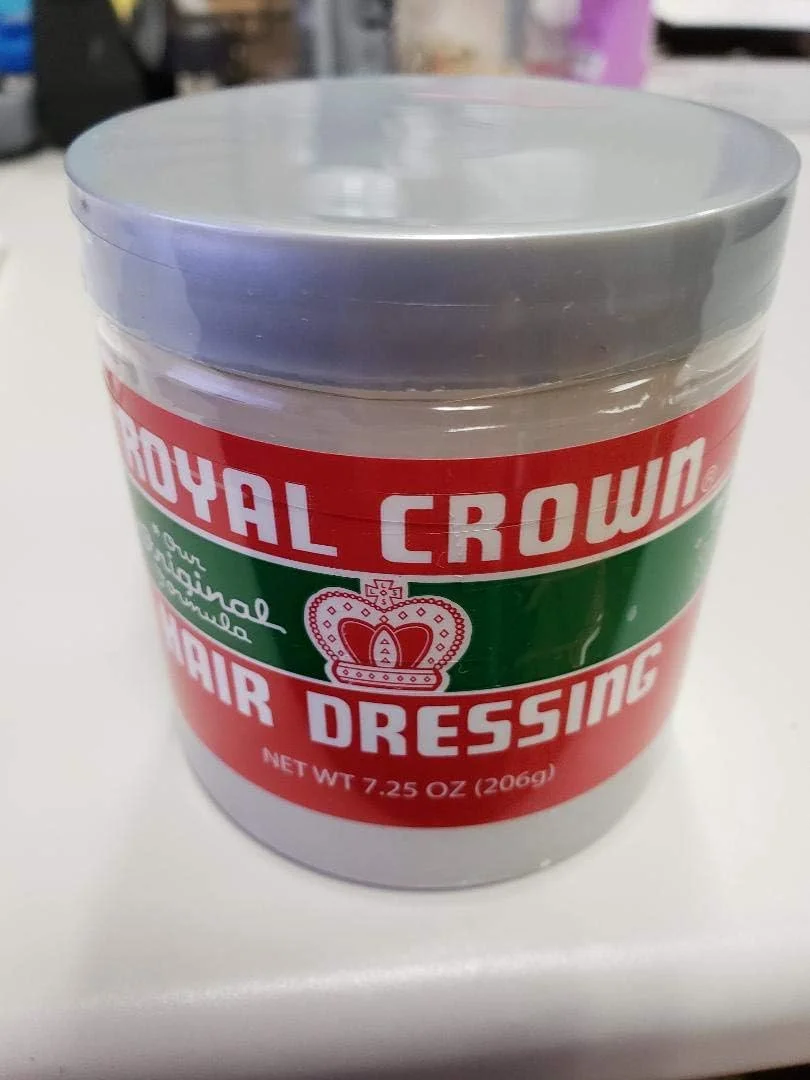 ROYAL CROWN®
* Our
Original
Formula
L
L S
S
HAIR DRESSING
NET WT 7.25 OZ (206g)